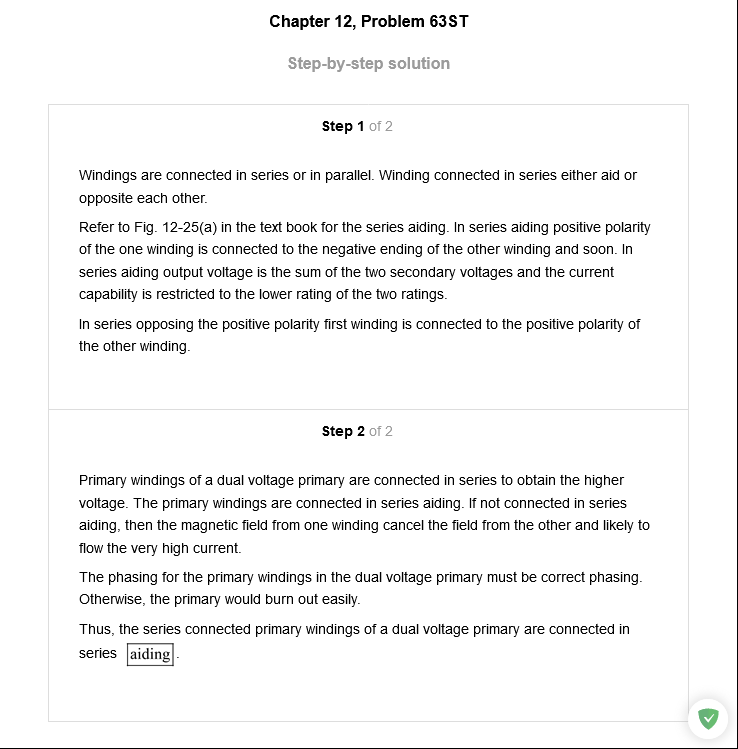 Chapter 12, Problem 63ST
Step-by-step solution
Step 1 of 2
Windings are connected in series or in parallel. Winding connected in series either aid or
opposite each other.
Refer to Fig. 12-25(a) in the text book for the series aiding. In series aiding positive polarity
of the one winding is connected to the negative ending of the other winding and soon. In
series aiding output voltage is the sum of the two secondary voltages and the current
capability is restricted to the lower rating of the two ratings.
In series opposing the positive polarity first winding is connected to the positive polarity of
the other winding.
Step 2 of 2
Primary windings of a dual voltage primary are connected in series to obtain the higher
voltage. The primary windings are connected in series aiding. If not connected in series
aiding, then the magnetic field from one winding cancel the field from the other and likely to
flow the very high current.
The phasing for the primary windings in the dual voltage primary must be correct phasing.
Otherwise, the primary would burn out easily.
Thus, the series connected primary windings of a dual voltage primary are connected in
series aiding.